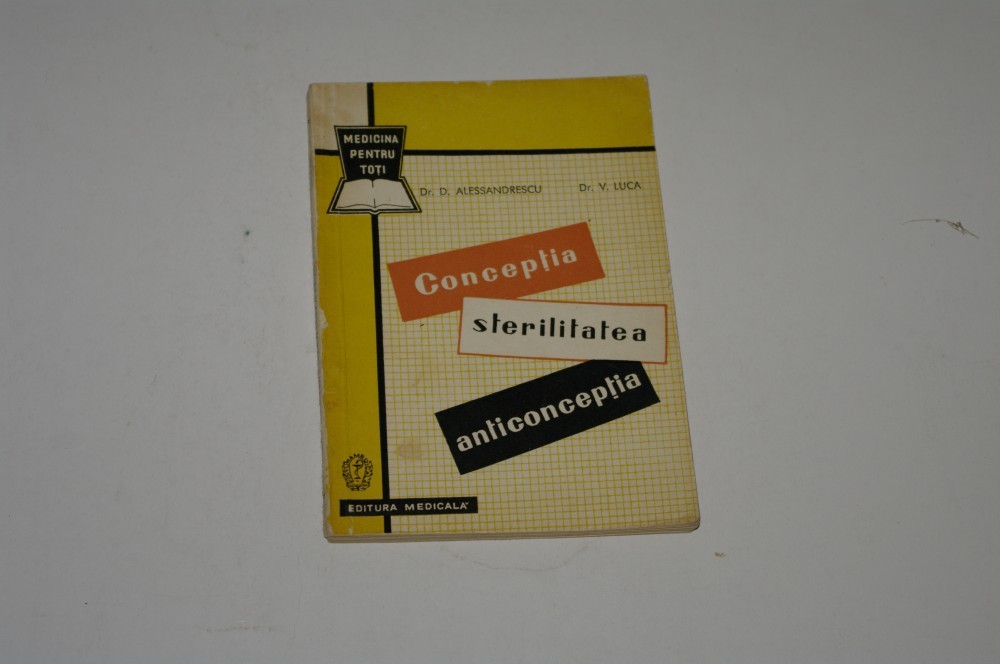 MEDICINA
PENTRU
TOȚI
Dr. D. ALESSANDRESCU Dr. V. LUCA
Concepția
sterilitatea
anticoncepția
EDITURA MEDICALĂ